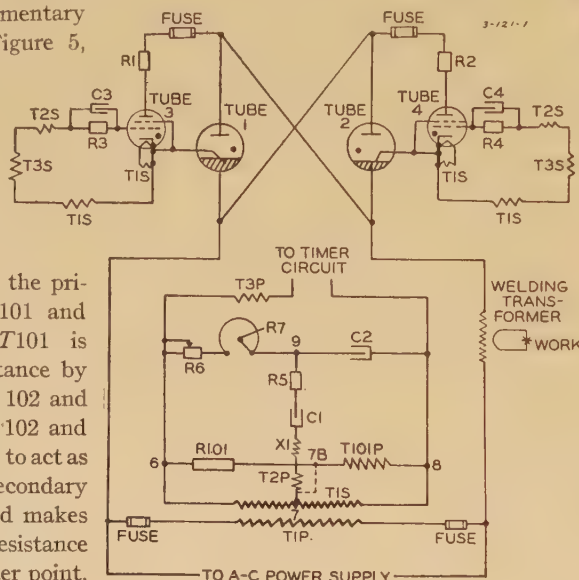 mentary
Figure 5,
the pri-
101 and
T101 is
tance by
102 and
102 and
to act as
econdary
d makes
esistance
er point.
3-121-1
FUSE
FUSE
R1
R2
C3
TUBE
3
TUBE
1
TUBE
2
TUBE
4
C4
T2S
R3
R4
T2S
T3S
T1S
T1S
T3S
T1S
T1S
TO TIMER
CIRCUIT
T3P
WELDING
TRANS-
FORMER
WORK
R7
R6
9
C2
R5
C1
X1
7B
6
R101
T101P
8
T2P
T1S
7
FUSE
T1P.
FUSE
TO A-C POWER SUPPLY